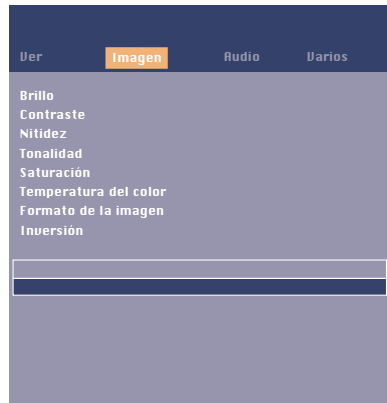 Ver Imagen Audio Varios
Brillo
Contraste
Nitidez
Tonalidad
Saturación
Temperatura del color
Formato de la imagen
Inversión